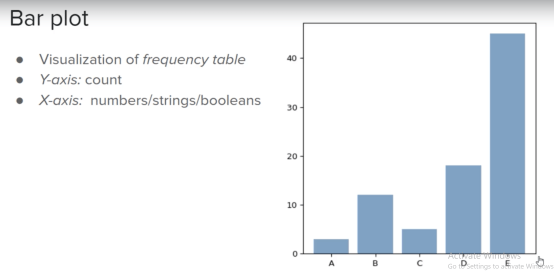 Bar plot
● Visualization of frequency table
● Y-axis: count
● X-axis: numbers/strings/booleans
40
30
20
10
0
A B C D E
Activate Windows
Go to Settings to activate Windows